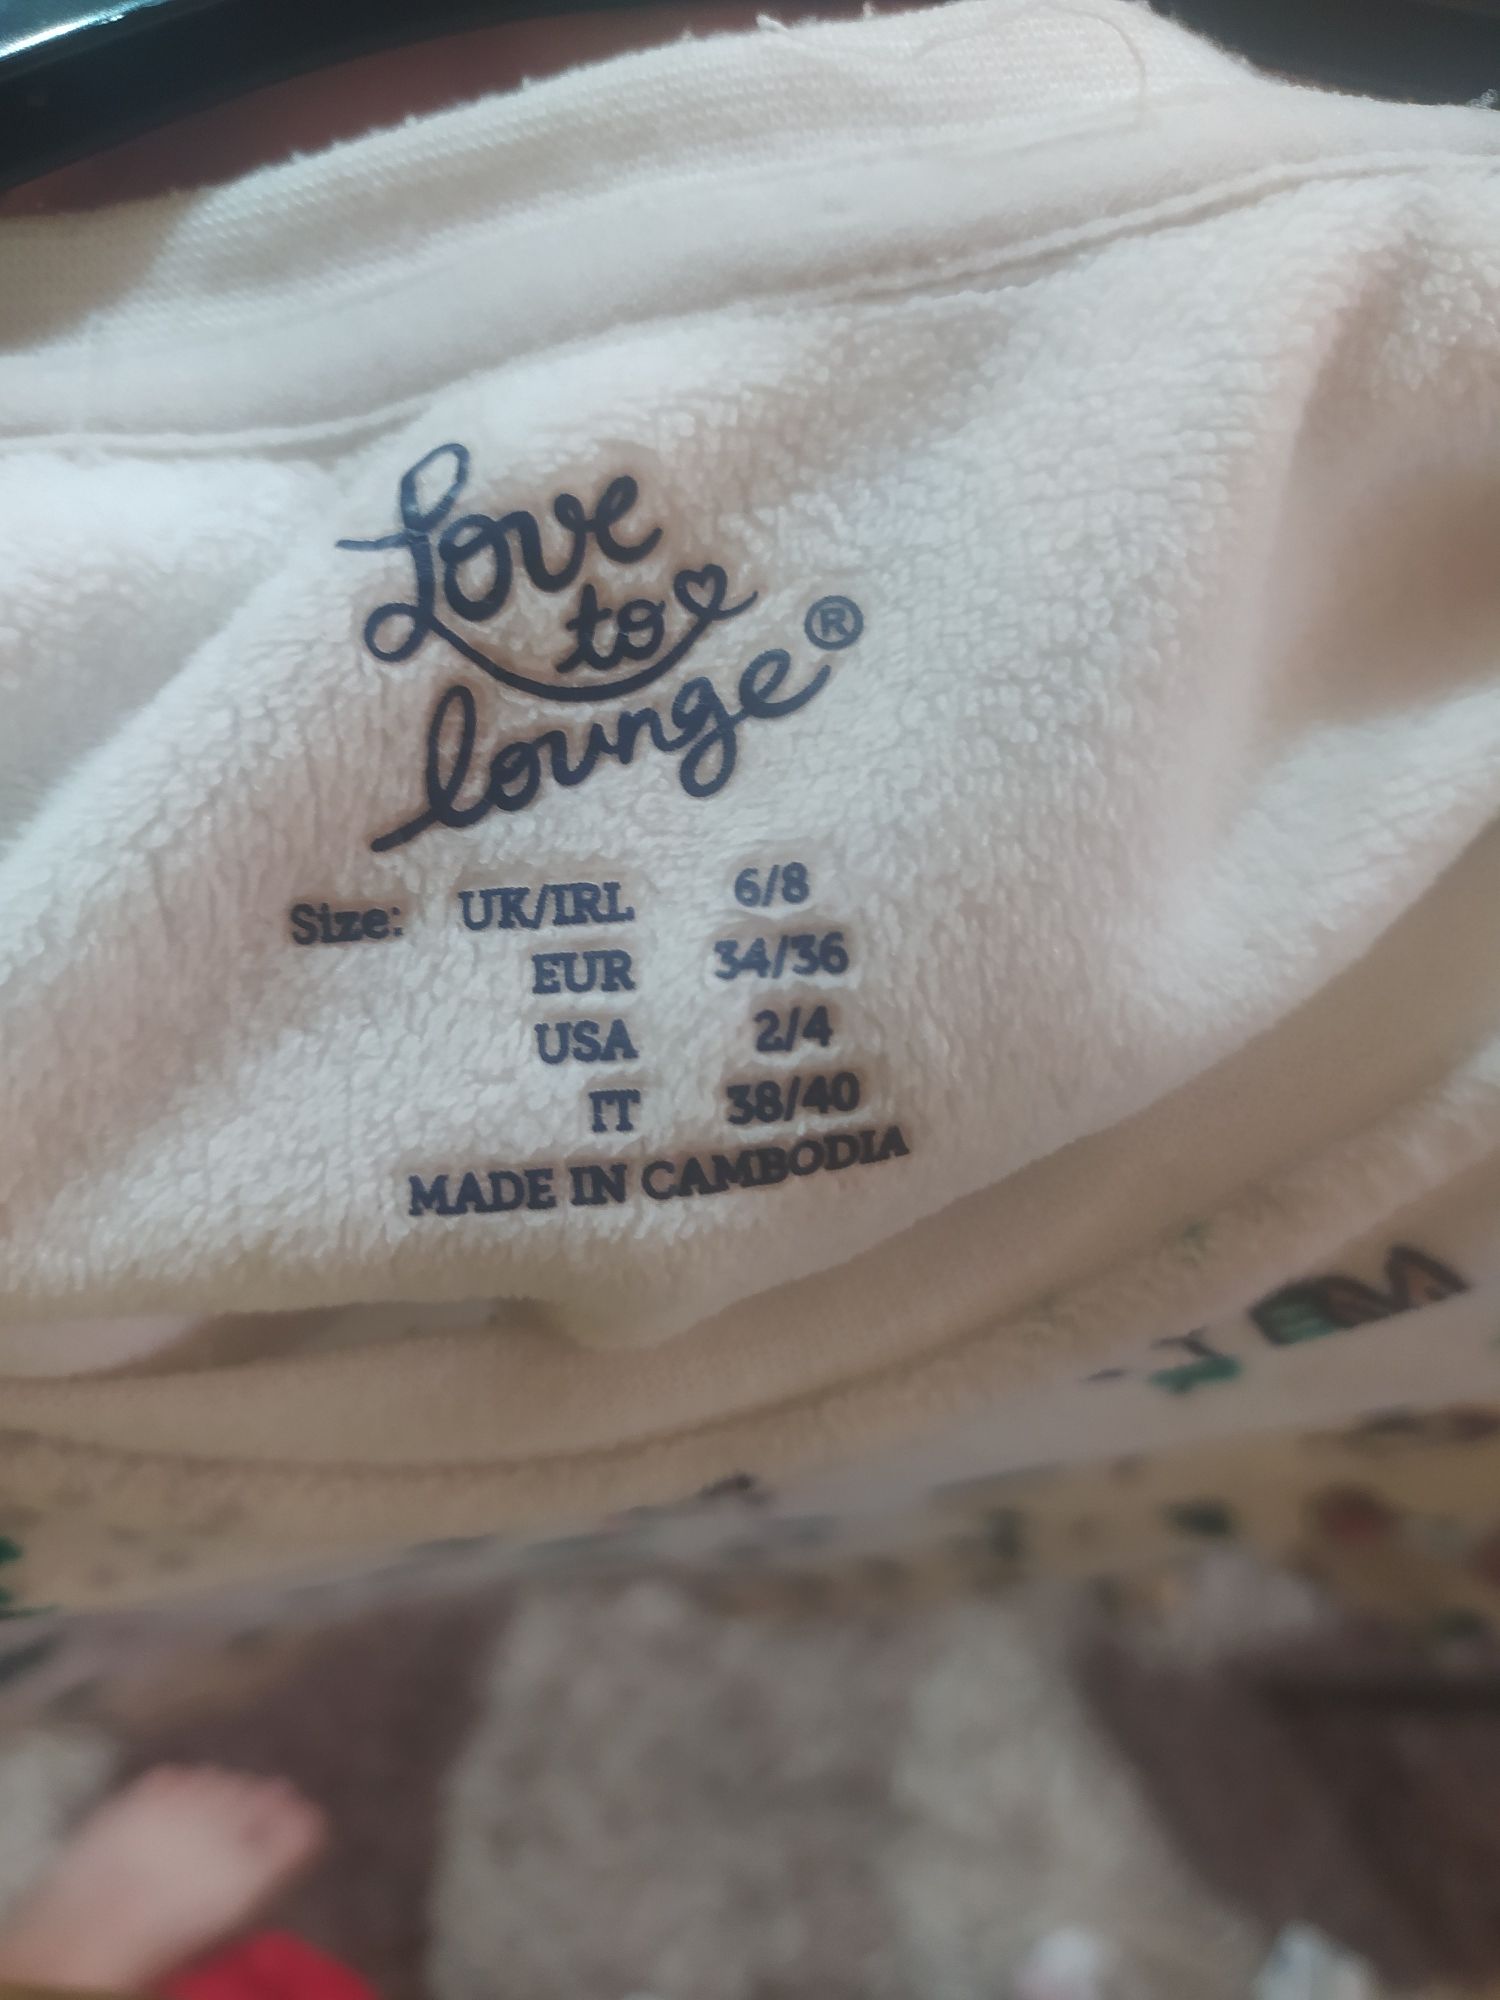 Love
to
lounge®
Size: UK/IRL 6/8
EUR 34/36
USA 2/4
IT 38/40
MADE IN CAMBODIA